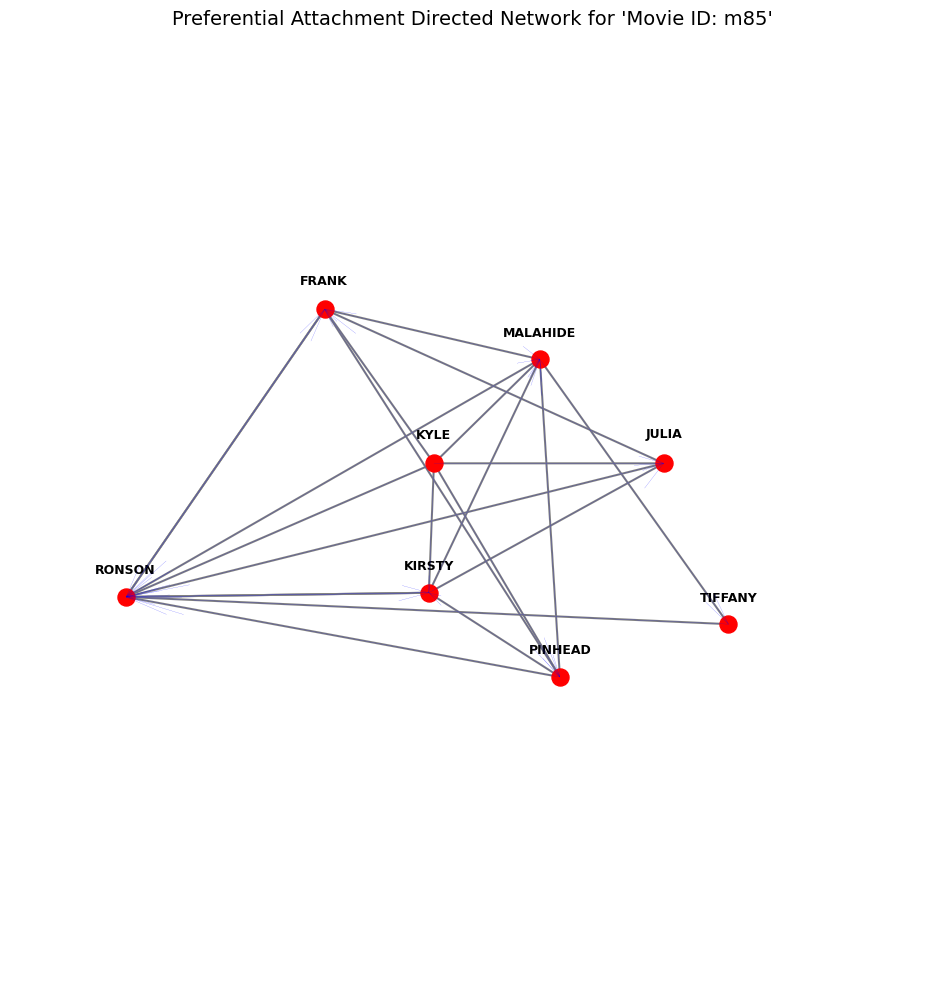 Preferential Attachment Directed Network for 'Movie ID: m85'
FRANK
MALAHIDE
KYLE
JULIA
KIRSTY
RONSON
TIFFANY
PINHEAD